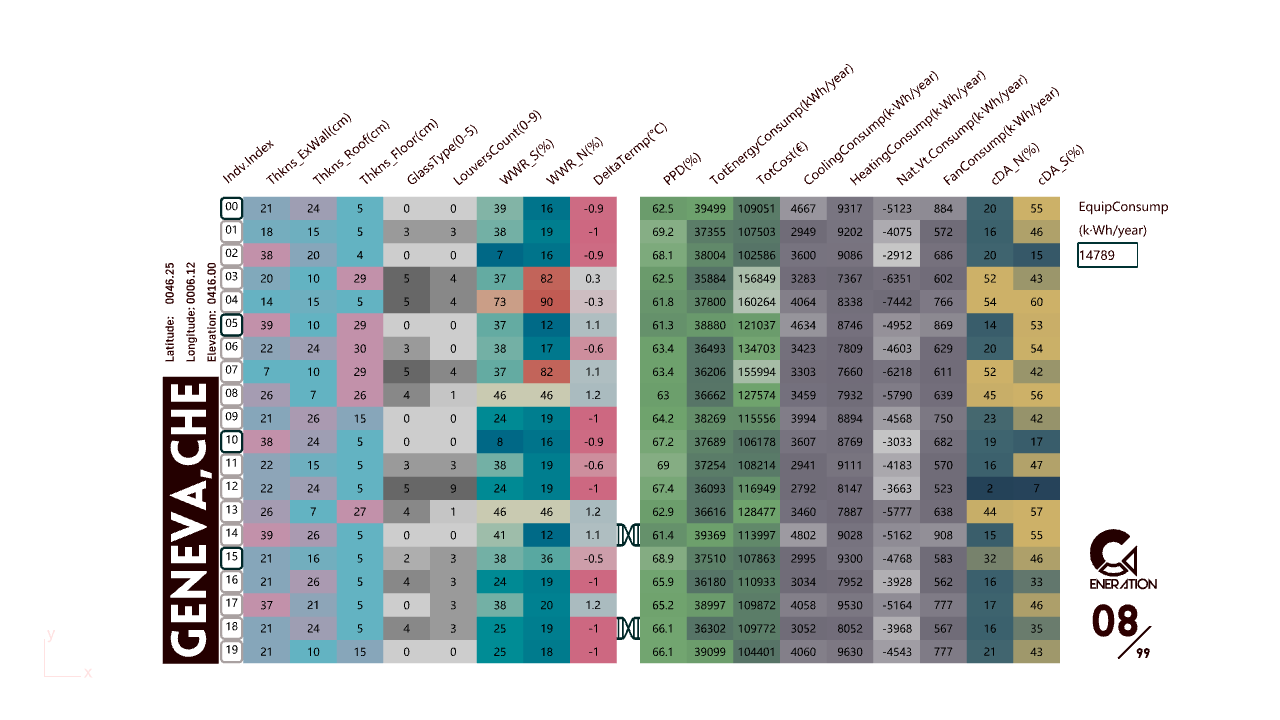 Indv.Index Thkns_ExWall(cm) Thkns_Roof(cm) Thkns_Floor(cm) GlassType(0-5) LouversCount(0-9) WWR_S(%) WWR_N(%) DeltaTermp(°C) PPD(%) TotEnergyConsump(kWh/year) TotCost(€) CoolingConsump(k·Wh/year) HeatingConsump(k·Wh/year) Nat.Vt.Consump(k·Wh/year) FanConsump(k·Wh/year) cDA_N(%) cDA_S(%)
00 21 24 5 0 0 39 16 -0.9 62.5 39499 109051 4667 9317 -5123 884 20 55
01 18 15 5 3 3 38 19 -1 69.2 37355 107503 2949 9202 -4075 572 16 46
02 38 20 4 0 0 7 16 -0.9 68.1 38004 102586 3600 9086 -2912 686 20 15
03 20 10 29 5 4 37 82 0.3 62.5 35884 156849 3283 7367 -6351 602 52 43
04 14 15 5 5 4 73 90 -0.3 61.8 37800 160264 4064 8338 -7442 766 54 60
05 39 10 29 0 0 37 12 1.1 61.3 38880 121037 4634 8746 -4952 869 14 53
06 22 24 30 3 0 38 17 -0.6 63.4 36493 134703 3423 7809 -4603 629 20 54
07 7 10 29 5 4 37 82 1.1 63.4 36206 155994 3303 7660 -6218 611 52 42
08 26 7 26 4 1 46 46 1.2 63 36642 127574 3459 7932 -5790 639 45 56
09 21 26 15 0 0 24 19 -1 64.2 38269 115556 3994 8894 -4568 750 23 42
10 38 24 5 0 0 8 16 -0.9 67.2 37689 106178 3607 8769 -3033 682 19 17
11 22 15 5 3 3 38 19 -0.6 69 37254 108214 2941 9111 -4183 570 16 47
12 22 24 5 5 9 24 19 -1 67.4 36093 116949 2792 8147 -3663 523 2 7
13 26 7 27 4 1 46 46 1.2 62.9 36616 128477 3460 7887 -5777 638 44 57
14 39 26 5 0 0 41 12 1.1 61.4 39369 113997 4802 9028 -5162 908 15 55
15 21 16 5 2 3 38 36 -0.5 68.9 37510 107863 2995 9300 -4768 583 32 46
16 21 26 5 4 3 24 19 -1 65.9 36180 110933 3034 7952 -3928 562 16 33
17 37 21 5 0 3 38 20 1.2 65.2 38997 109872 4058 9530 -5164 777 17 46
18 21 24 5 4 3 25 19 -1 66.1 36302 109772 3052 8052 -3968 567 16 35
19 21 10 15 0 0 25 18 -1 66.1 39099 104401 4060 9630 -4543 777 21 43
Latitude: 0046.25
Longitude: 0006.12
Elevation: 0416.00
GENEVA,CHE
EquipConsump
(k·Wh/year)
14789
ENERATION
08/99
y
x